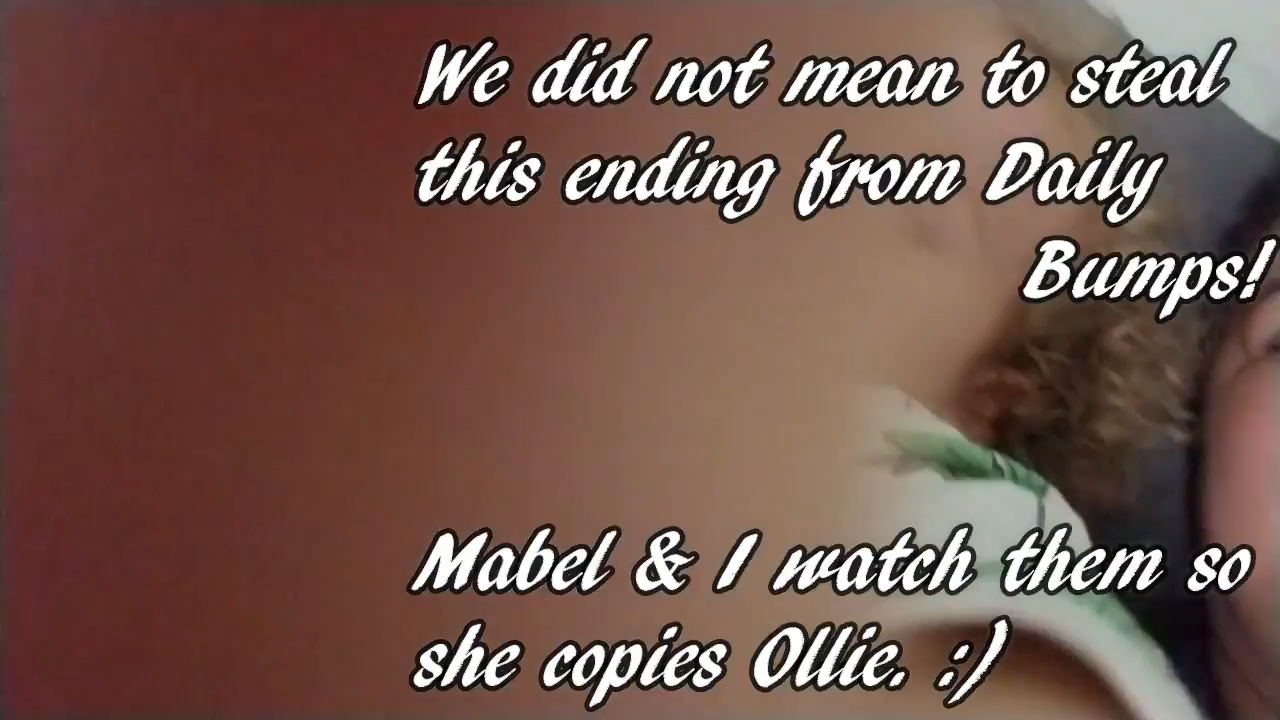 We did not mean to steal
this ending from Daily
Bumps!
Mabel & I watch them so
she copies Ollie. :)